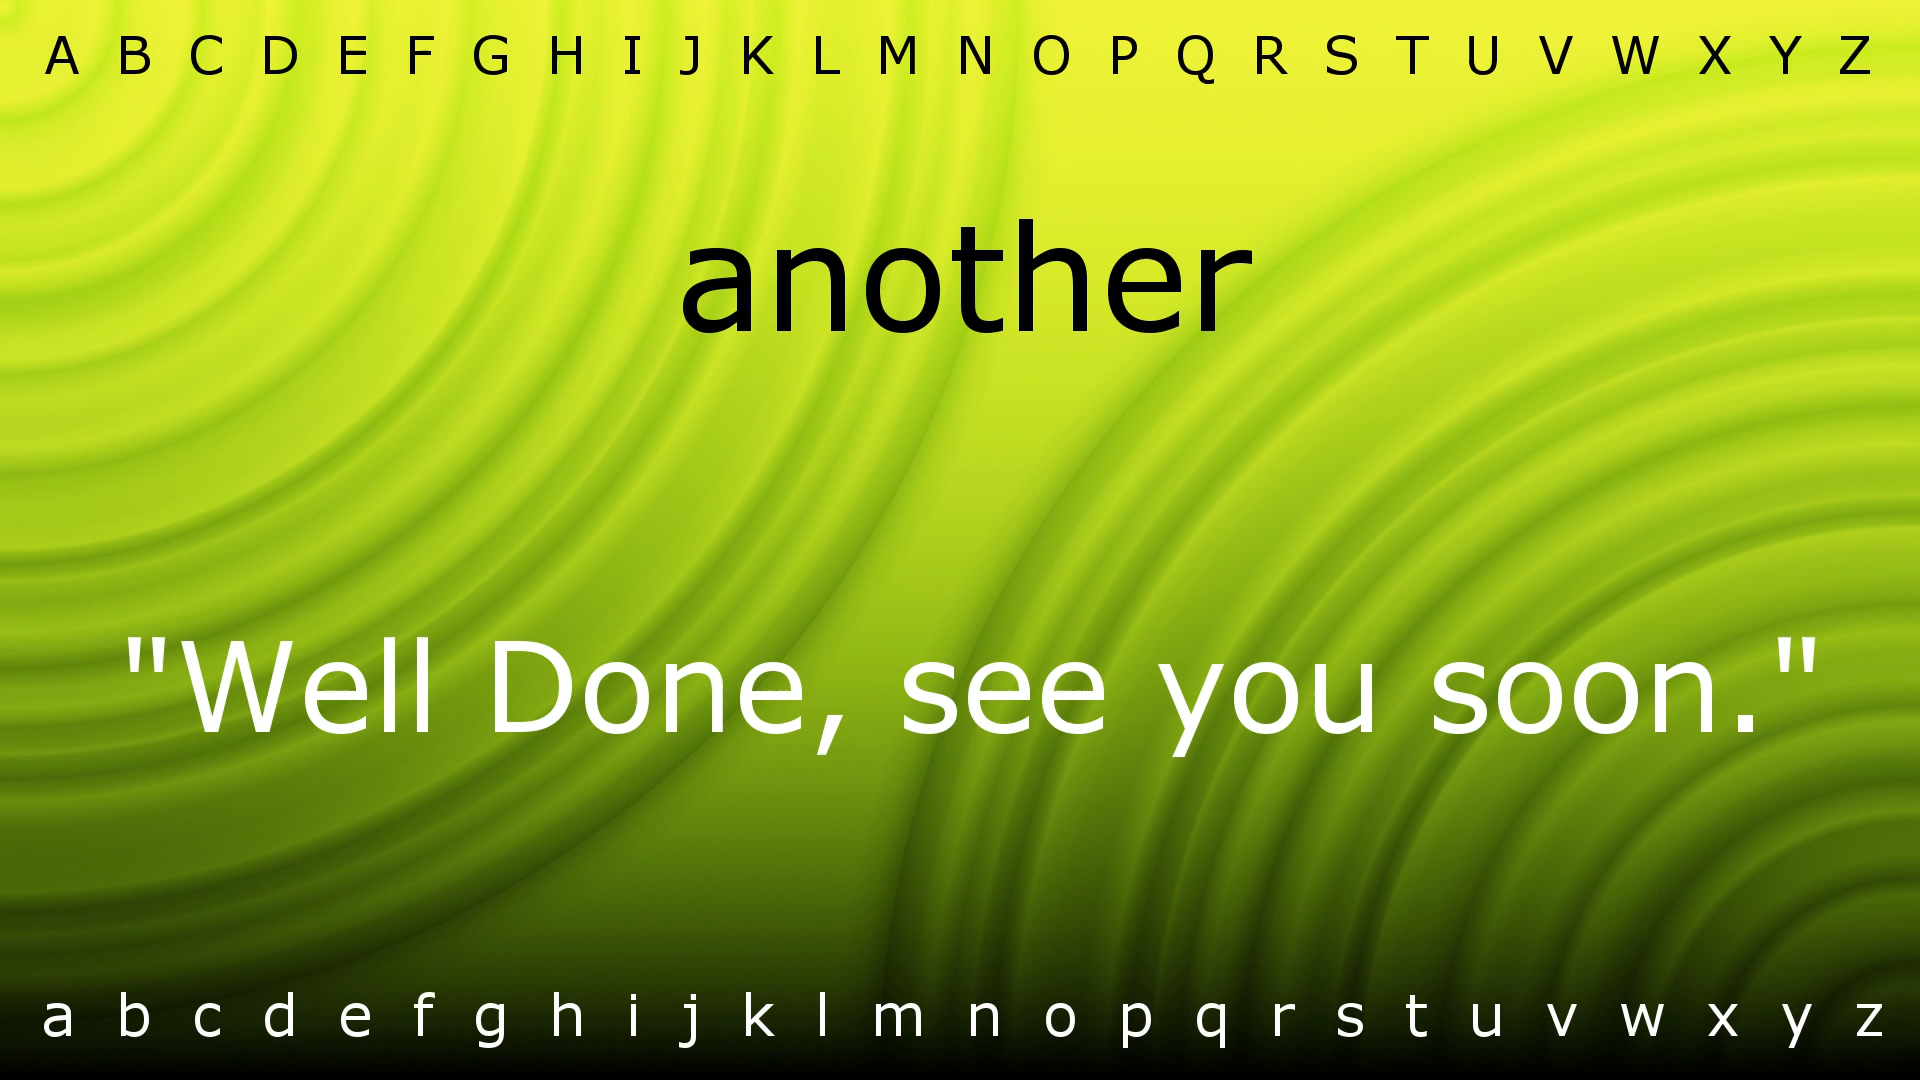 A B C D E F G H I J K L M N O P Q R S T U V W X Y Z
another
"Well Done, see you soon."
a b c d e f g h i j k l m n o p q r s t u v w x y z